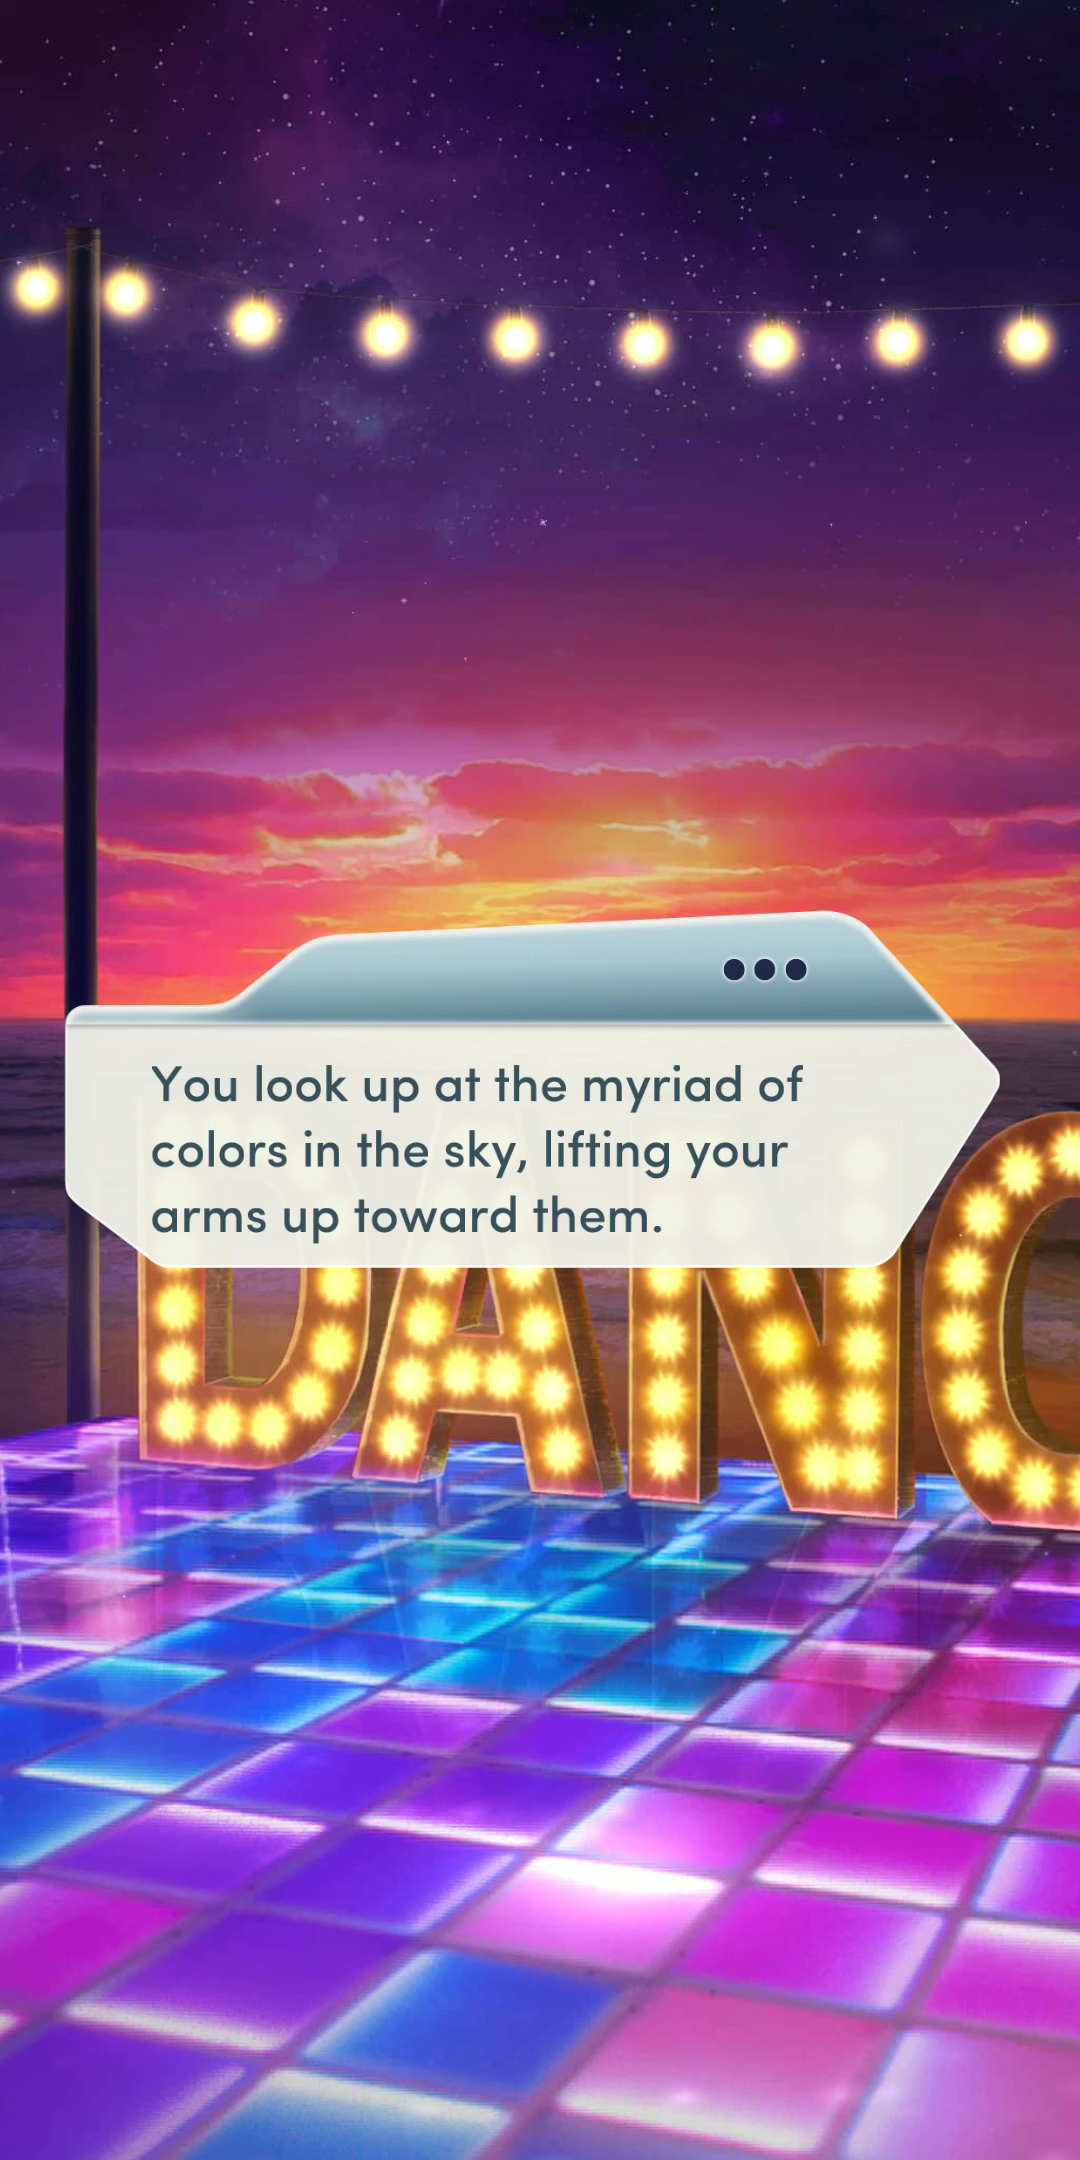 You look up at the myriad of
colors in the sky, lifting your
arms up toward them.
DANC